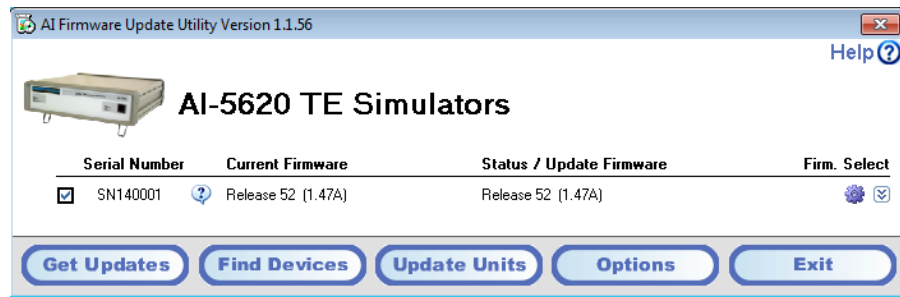 AI Firmware Update Utility Version 1.1.56
Help
AI-5620 TE Simulators
Serial Number Current Firmware Status / Update Firmware Firm. Select
SN140001 Release 52 (1.47A) Release 52 (1.47A)
Get Updates Find Devices Update Units Options Exit